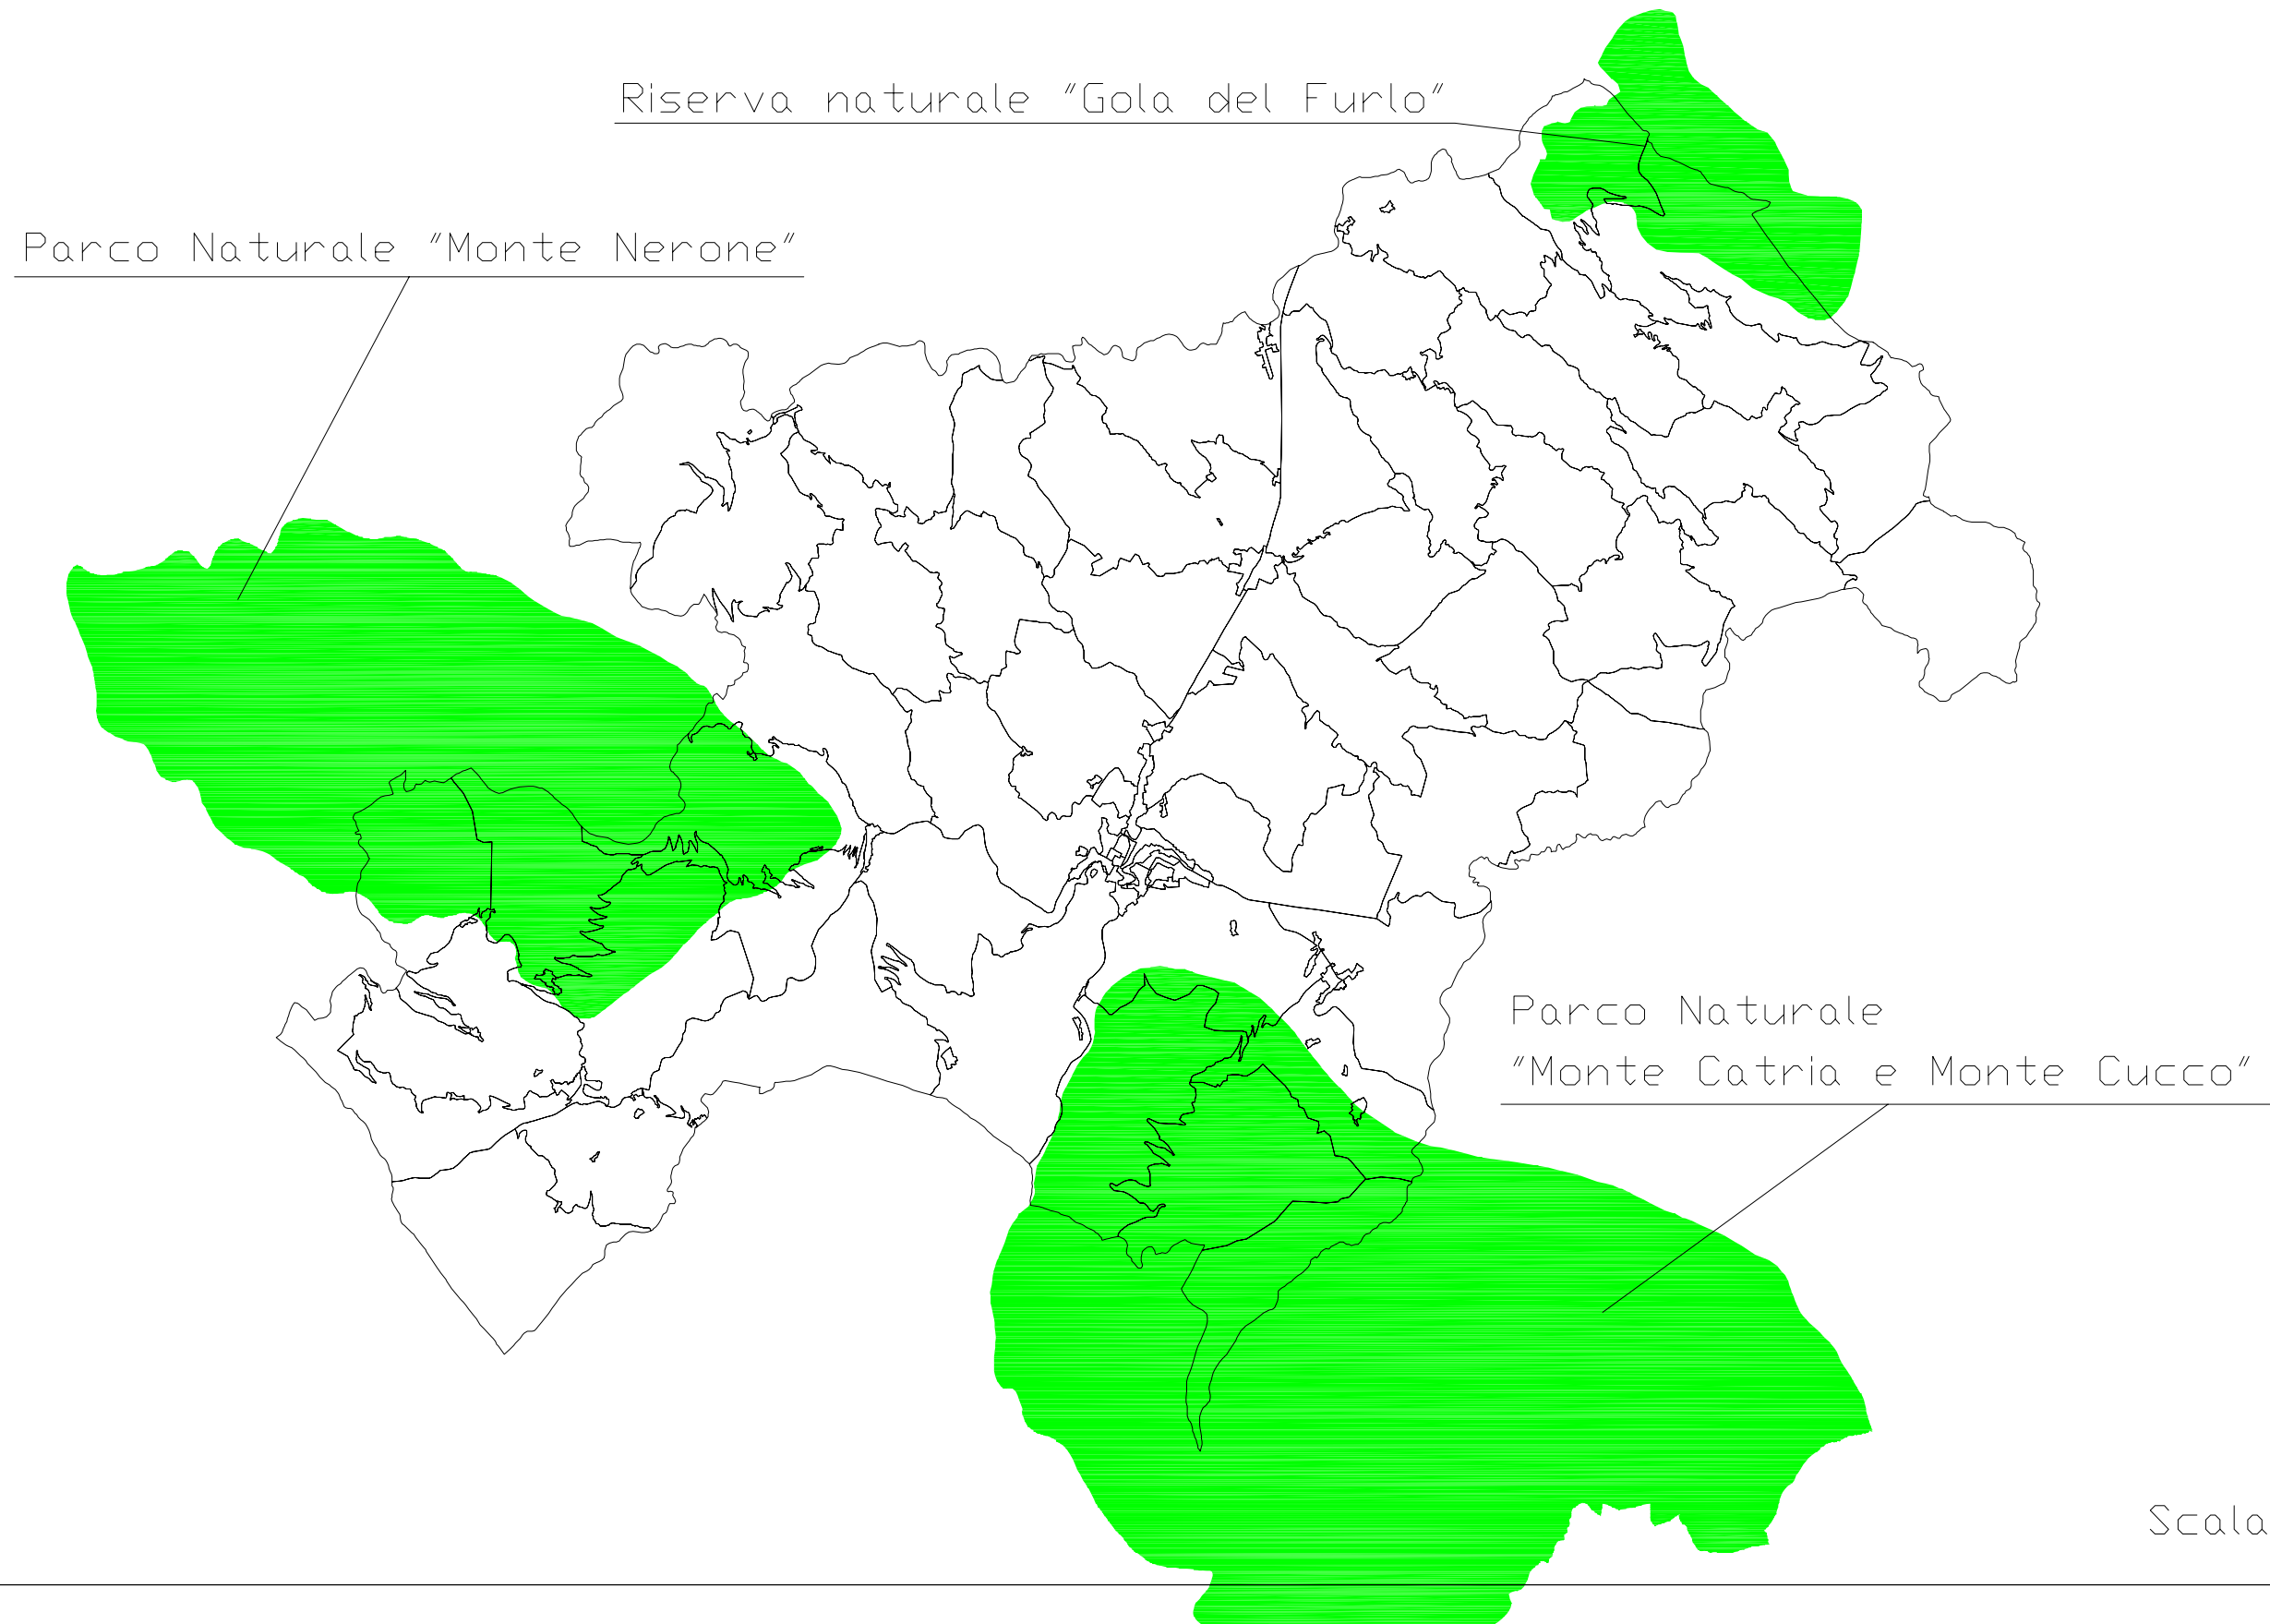 Riserva naturale "Gola del Furlo"
Parco Naturale "Monte Nerone"
Parco Naturale
"Monte Catria e Monte Cucco"
Scala